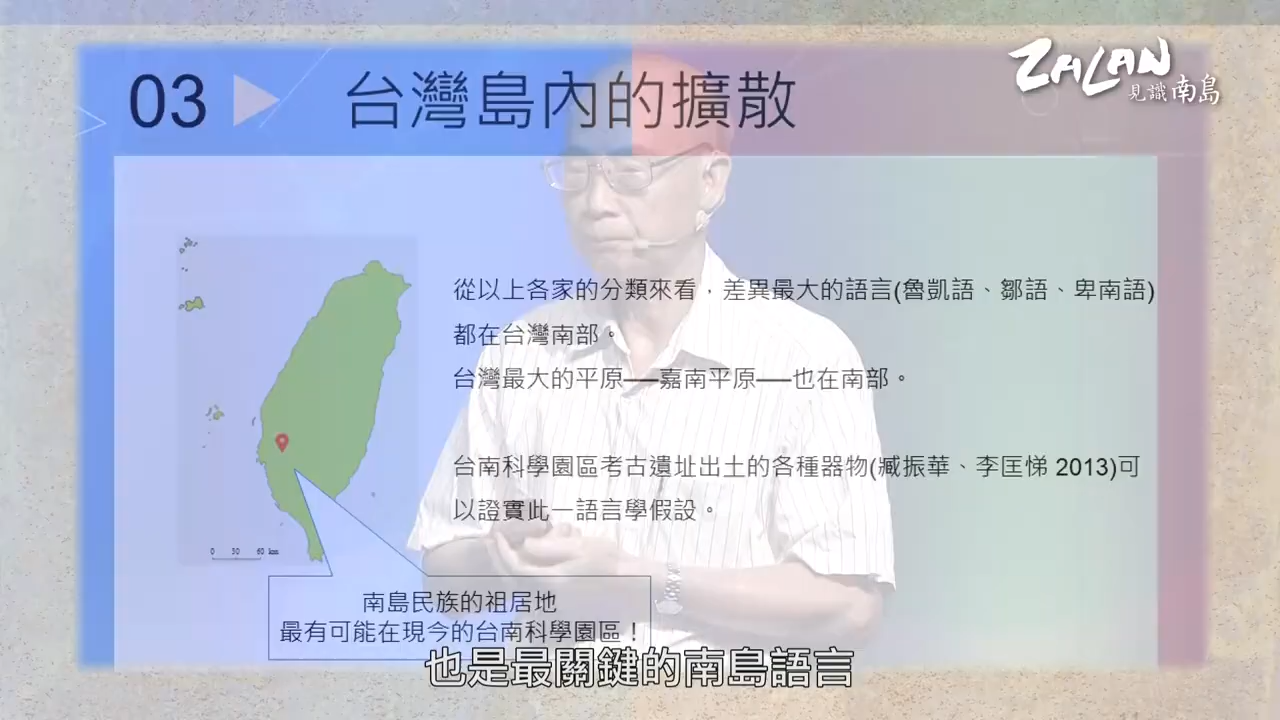 ZALAN
見識南島
03
台灣島內的擴散
從以上各家的分類來看，差異最大的語言(魯凱語、鄒語、卑南語)
都在台灣南部。
台灣最大的平原──嘉南平原──也在南部。
台南科學園區考古遺址出土的各種器物(臧振華、李匡悌 2013)可
以證實此一語言學假設。
0 30 60 km
南島民族的祖居地
最有可能在現今的台南科學園區！
也是最關鍵的南島語言